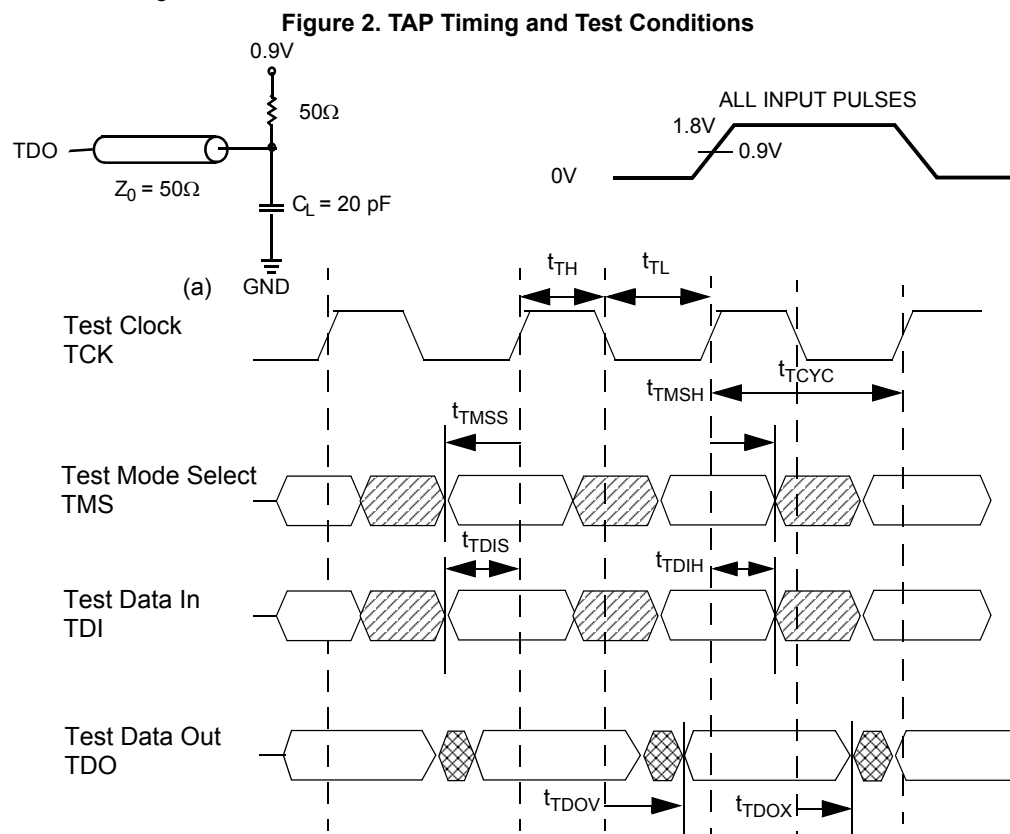 Figure 2. TAP Timing and Test Conditions
0.9V
50Ω
TDO
Z0 = 50Ω
CL = 20 pF
GND
(a)
ALL INPUT PULSES
1.8V
0.9V
0V
tTH
tTL
Test Clock
TCK
tTMSH
tTCYC
tTMSS
Test Mode Select
TMS
tTDIS
tTDIH
Test Data In
TDI
Test Data Out
TDO
tTDOV
tTDOX